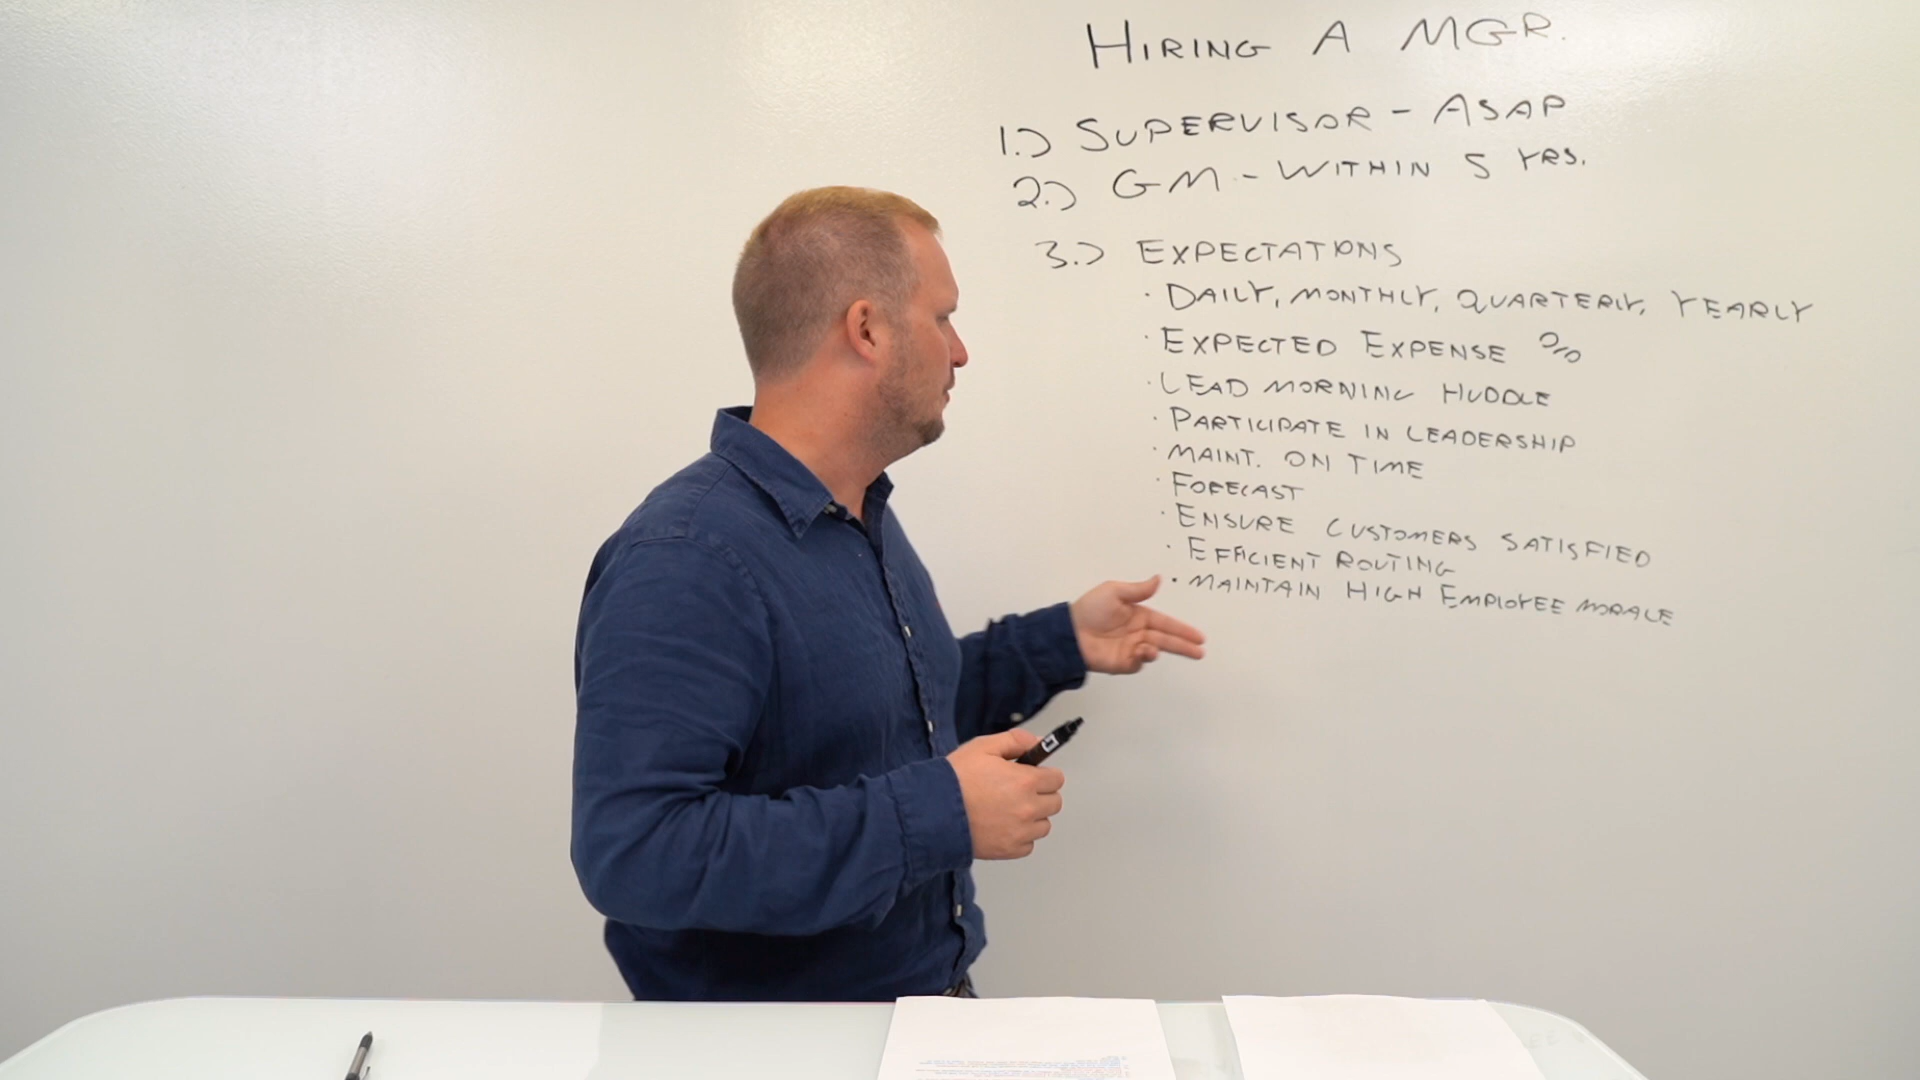 HIRING A MGR.
1.) SUPERVISOR - ASAP
2.) GM - WITHIN 5 YRS.
3.) EXPECTATIONS
· DAILY, MONTHLY, QUARTERLY, YEARLY
· EXPECTED EXPENSE %
· LEAD MORNING HUDDLE
· PARTICIPATE IN LEADERSHIP
· MAINT. ON TIME
· FORECAST
· ENSURE CUSTOMERS SATISFIED
· EFFICIENT ROUTING
· MAINTAIN HIGH EMPLOYEE MORALE